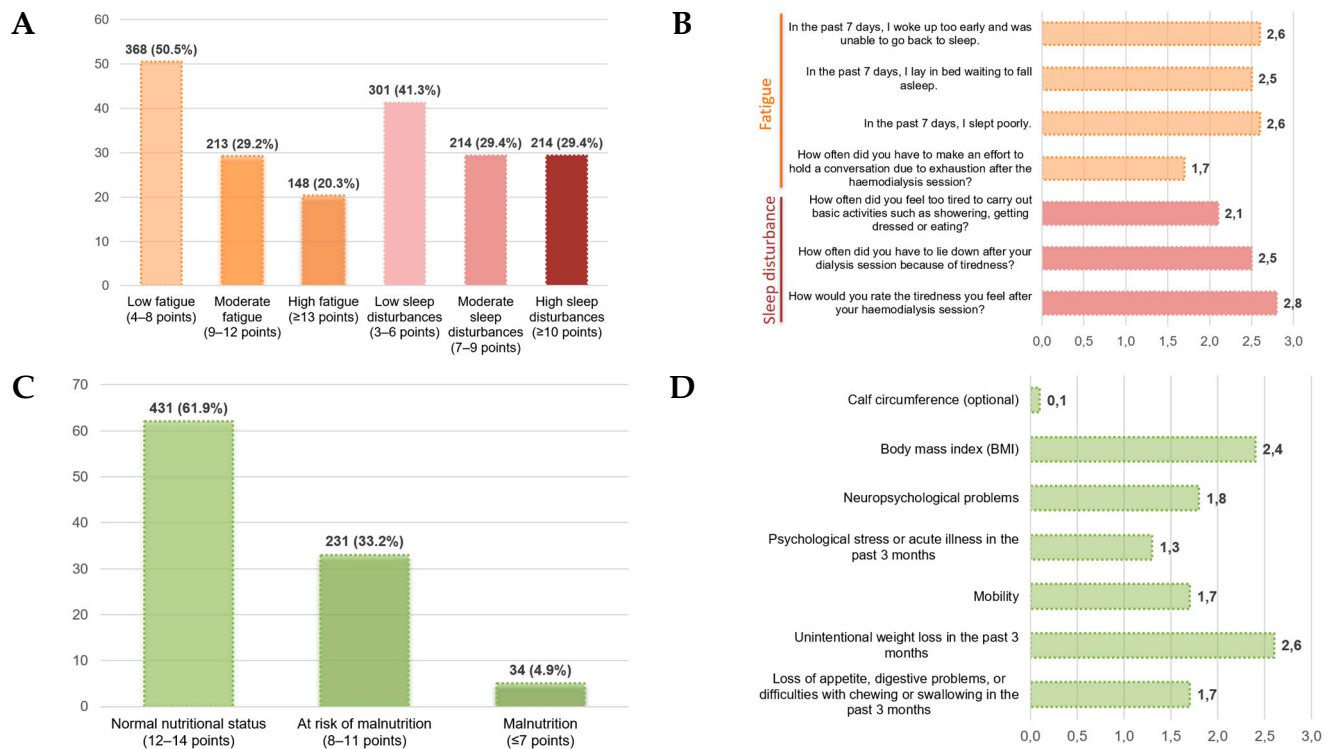 A
60
50
40
30
20
10
0
368 (50.5%)
213 (29.2%)
148 (20.3%)
301 (41.3%)
214 (29.4%)
214 (29.4%)
Low fatigue
(4–8 points)
Moderate
fatigue
(9–12 points)
High fatigue
(≥13 points)
Low sleep
disturbances
(3–6 points)
Moderate
sleep
disturbances
(7–9 points)
High sleep
disturbances
(≥10 points)
B
Fatigue
In the past 7 days, I woke up too early and was
unable to go back to sleep.
2,6
In the past 7 days, I lay in bed waiting to fall
asleep.
2,5
In the past 7 days, I slept poorly.
2,6
How often did you have to make an effort to
hold a conversation due to exhaustion after the
haemodialysis session?
1,7
Sleep disturbance
How often did you feel too tired to carry out
basic activities such as showering, getting
dressed or eating?
2,1
How often did you have to lie down after your
dialysis session because of tiredness?
2,5
How would you rate the tiredness you feel after
your haemodialysis session?
2,8
0,0 0,5 1,0 1,5 2,0 2,5 3,0
C
70
60
50
40
30
20
10
0
431 (61.9%)
231 (33.2%)
34 (4.9%)
Normal nutritional status
(12–14 points)
At risk of malnutrition
(8–11 points)
Malnutrition
(≤7 points)
D
Calf circumference (optional)
0,1
Body mass index (BMI)
2,4
Neuropsychological problems
1,8
Psychological stress or acute illness in the
past 3 months
1,3
Mobility
1,7
Unintentional weight loss in the past 3
months
2,6
Loss of appetite, digestive problems, or
difficulties with chewing or swallowing in the
past 3 months
1,7
0,0 0,5 1,0 1,5 2,0 2,5 3,0